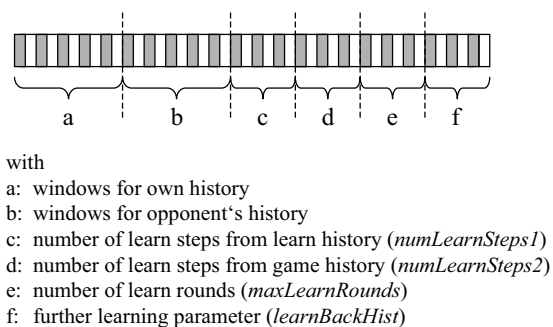 a b c d e f
with
a: windows for own history
b: windows for opponent‘s history
c: number of learn steps from learn history (numLearnSteps1)
d: number of learn steps from game history (numLearnSteps2)
e: number of learn rounds (maxLearnRounds)
f: further learning parameter (learnBackHist)